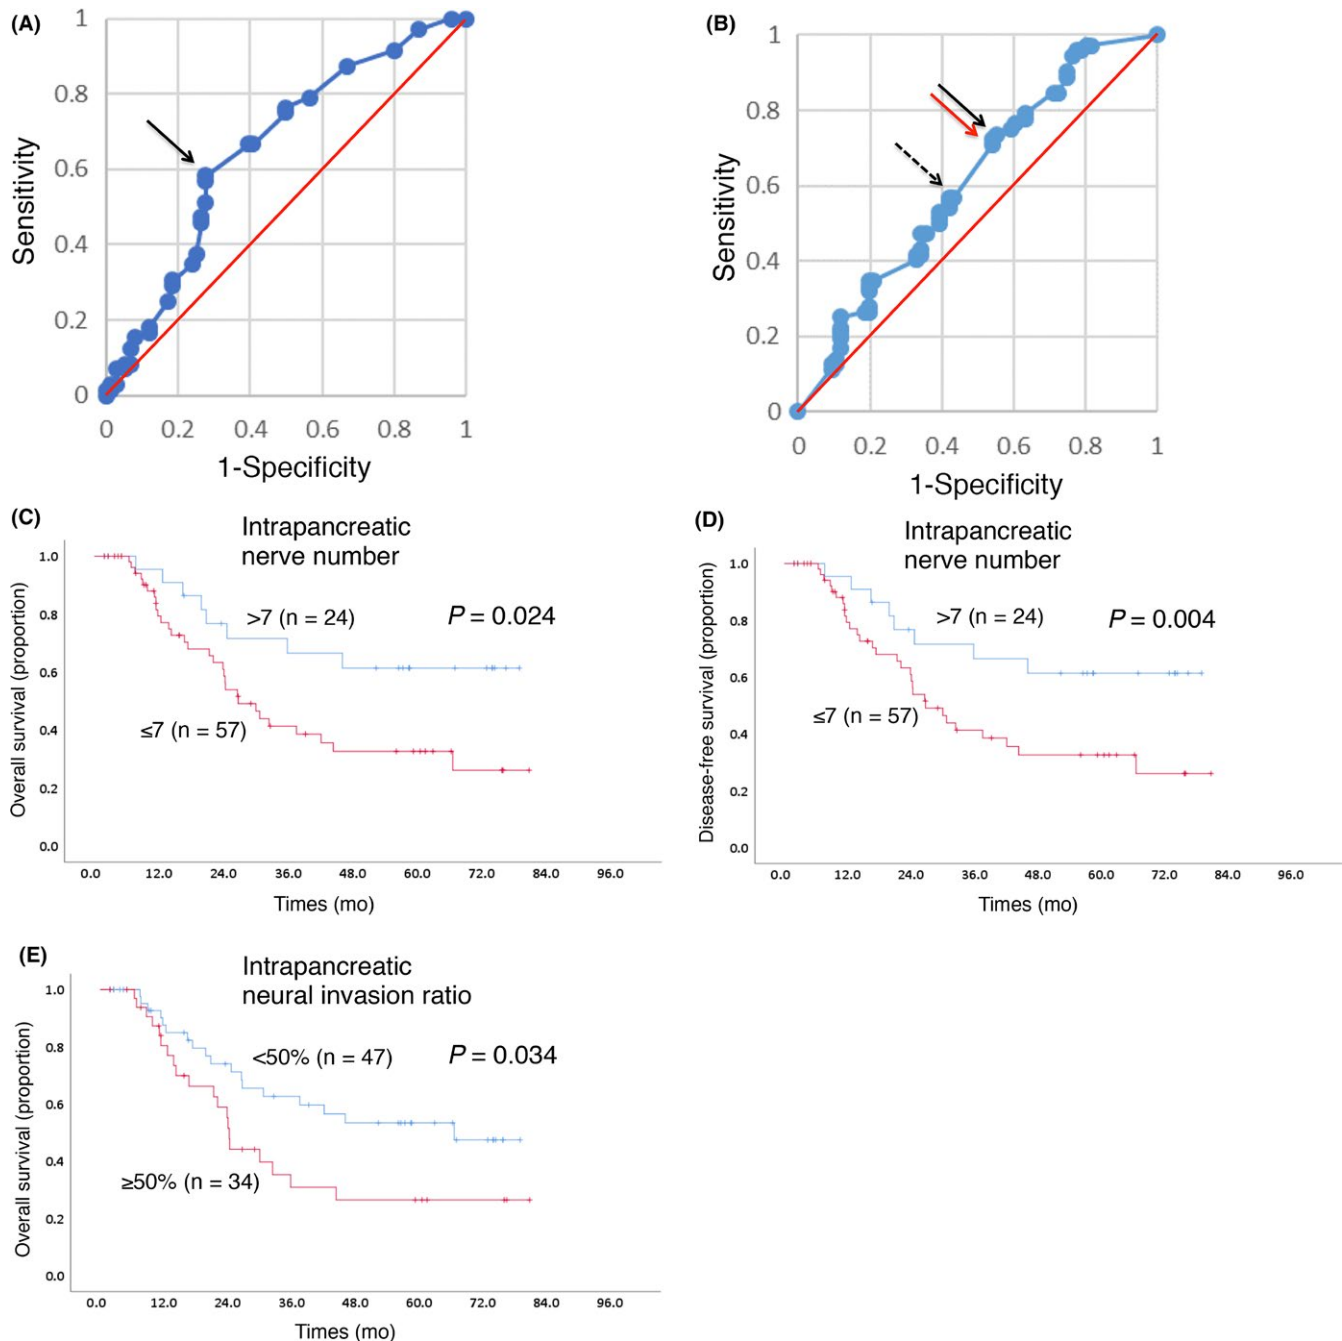 (A)
1
0.8
0.6
0.4
0.2
0
Sensitivity
0 0.2 0.4 0.6 0.8 1
1-Specificity
(B)
1
0.8
0.6
0.4
0.2
0
Sensitivity
0 0.2 0.4 0.6 0.8 1
1-Specificity
(C)
Intrapancreatic
nerve number
1.0
0.8
0.6
0.4
0.2
0.0
Overall survival (proportion)
>7 (n = 24)
P = 0.024
≤7 (n = 57)
0.0 12.0 24.0 36.0 48.0 60.0 72.0 84.0 96.0
Times (mo)
(D)
Intrapancreatic
nerve number
1.0
0.8
0.6
0.4
0.2
0.0
Disease-free survival (proportion)
>7 (n = 24)
P = 0.004
≤7 (n = 57)
0.0 12.0 24.0 36.0 48.0 60.0 72.0 84.0 96.0
Times (mo)
(E)
Intrapancreatic
neural invasion ratio
1.0
0.8
0.6
0.4
0.2
0.0
Overall survival (proportion)
<50% (n = 47)
P = 0.034
≥50% (n = 34)
0.0 12.0 24.0 36.0 48.0 60.0 72.0 84.0 96.0
Times (mo)